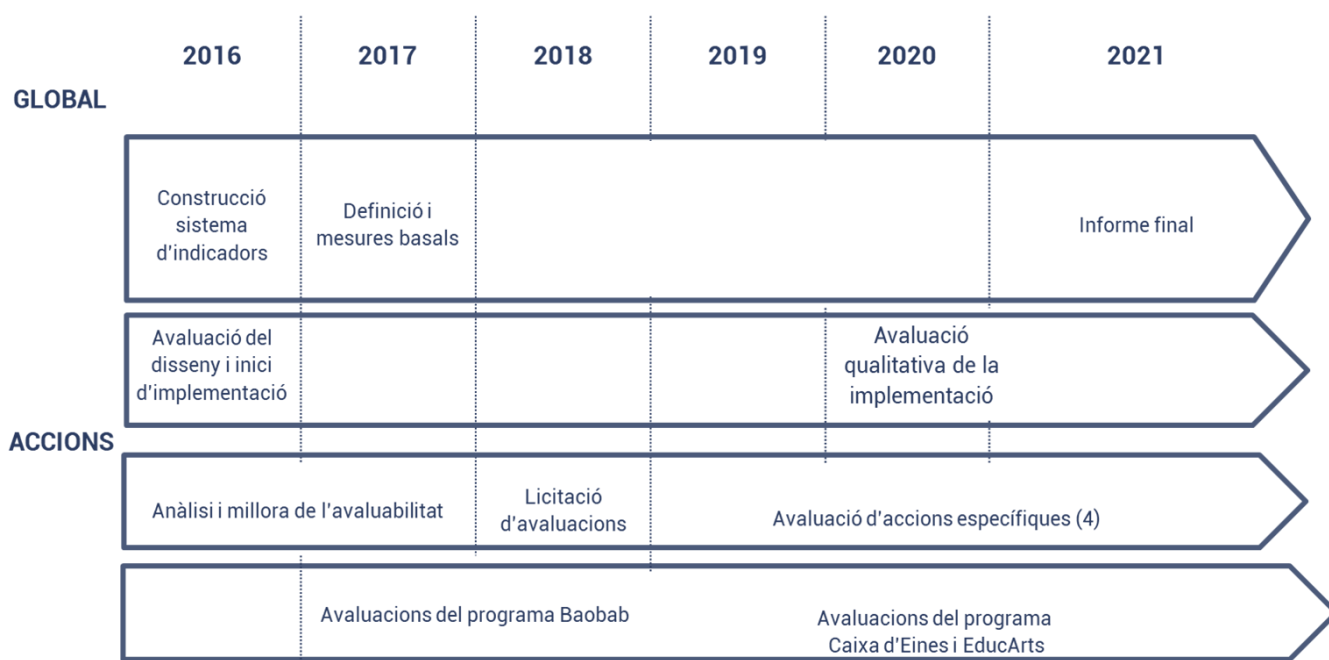 2016 2017 2018 2019 2020 2021
GLOBAL
Construcció
sistema
d'indicadors
Definició i
mesures basals
Informe final
Avaluació del
disseny i inici
d'implementació
Avaluació
qualitativa de la
implementació
ACCIONS
Anàlisi i millora de l'avaluabilitat
Licitació
d'avaluacions
Avaluació d'accions específiques (4)
Avaluacions del programa Baobab
Avaluacions del programa
Caixa d'Eines i EducArts